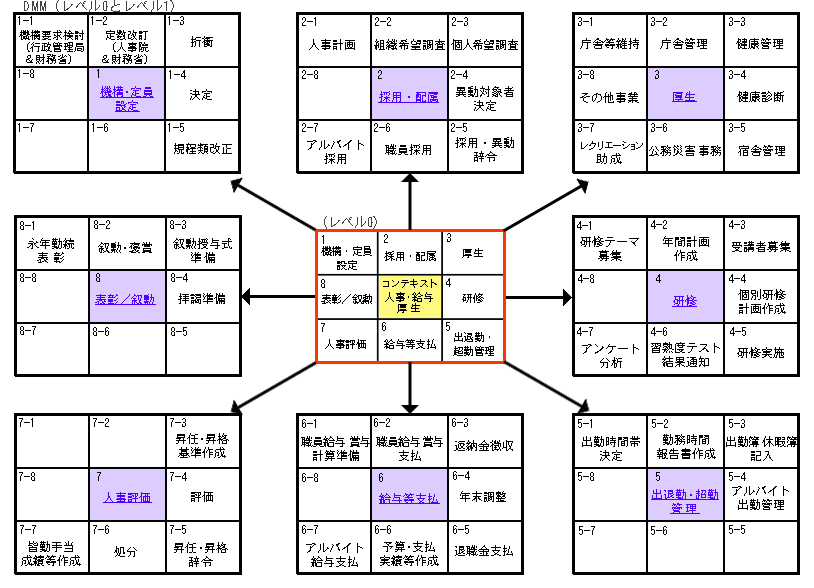 DMM (レベル0とレベル1)
1-1
機構要求検討
(行政管理局
&財務省)
1-2
定数改訂
(人事院
&財務省)
1-3
折衝
1-8
1
機構・定員
設定
1-4
決定
1-7
1-6
1-5
規程類改正
2-1
人事計画
2-2
組織希望調査
2-3
個人希望調査
2-8
2
採用・配属
2-4
異動対象者
決定
2-7
アルバイト
採用
2-6
職員採用
2-5
採用・異動
辞令
3-1
庁舎等維持
3-2
庁舎管理
3-3
健康管理
3-8
その他事業
3
厚生
3-4
健康診断
3-7
レクリエーション
助成
3-6
公務災害事務
3-5
宿舎管理
8-1
永年勤続
表彰
8-2
叙勲・褒賞
8-3
叙勲授与式
準備
8-8
8
表彰/叙勲
8-4
拝謁準備
8-7
8-6
8-5
(レベル0)
1
機構・定員
設定
2
採用・配属
3
厚生
8
表彰/叙勲
コンテキスト
人事・給与
厚生
4
研修
7
人事評価
6
給与等支払
5
出退勤・
超勤管理
4-1
研修テーマ
募集
4-2
年間計画
作成
4-3
受講者募集
4-8
4
研修
4-4
個別研修
計画作成
4-7
アンケート
分析
4-6
習熟度テスト
結果通知
4-5
研修実施
7-1
7-2
7-3
昇任・昇格
基準作成
7-8
7
人事評価
7-4
評価
7-7
皆勤手当
成績等作成
7-6
処分
7-5
昇任・昇格
辞令
6-1
職員給与賞与
計算準備
6-2
職員給与賞与
支払
6-3
返納金徴収
6-8
6
給与等支払
6-4
年末調整
6-7
アルバイト
給与支払
6-6
予算・支払
実績等作成
6-5
退職金支払
5-1
出勤時間帯
決定
5-2
勤務時間
報告書作成
5-3
出勤簿休暇簿
記入
5-8
5
出退勤・超勤
管理
5-4
アルバイト
出勤管理
5-7
5-6
5-5